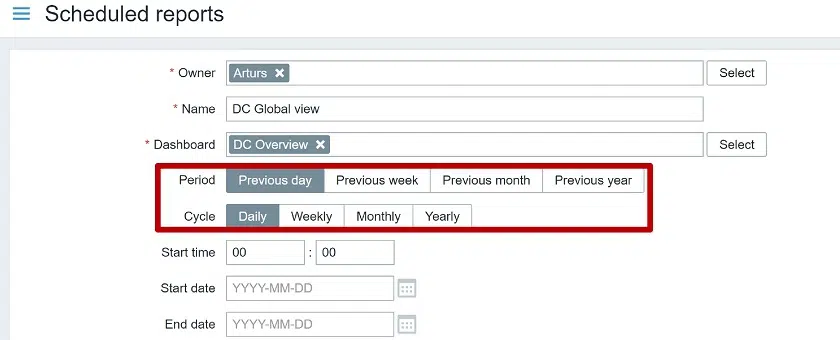 Scheduled reports
* Owner Arturs Select
* Name DC Global view
* Dashboard DC Overview Select
Period Previous day Previous week Previous month Previous year
Cycle Daily Weekly Monthly Yearly
Start time 00 : 00
Start date YYYY-MM-DD
End date YYYY-MM-DD